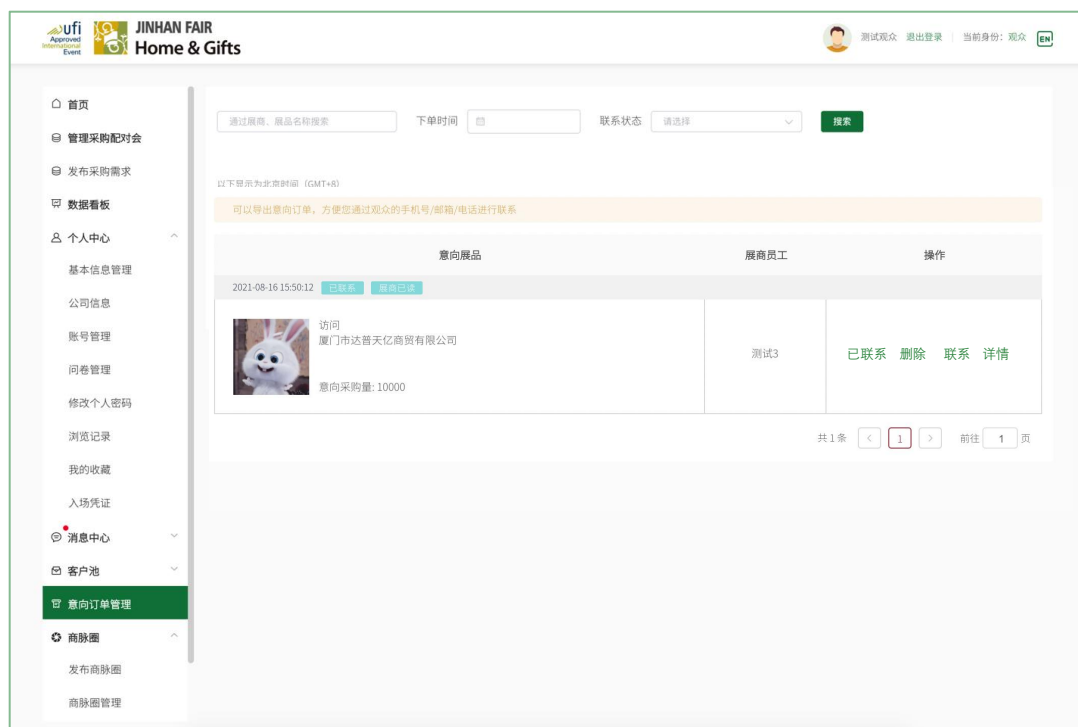 ufi
Approved
International
Event
JINHAN FAIR
Home & Gifts
测试观众 退出登录 当前身份：观众 EN
首页
管理采购配对会
发布采购需求
数据看板
个人中心
基本信息管理
公司信息
账号管理
问卷管理
修改个人密码
浏览记录
我的收藏
入场凭证
消息中心
客户池
意向订单管理
商脉圈
发布商脉圈
商脉圈管理
通过展商、展品名称搜索 下单时间 联系状态 请选择 搜索
以下显示为北京时间（GMT+8）
可以导出意向订单，方便您通过观众的手机号/邮箱/电话进行联系
意向展品 展商员工 操作
2021-08-16 15:50:12 已联系 展商已读
访问
厦门市达普天亿商贸有限公司
意向采购量: 10000
测试3
已联系 删除 联系 详情
共 1 条 < 1 > 前往 1 页